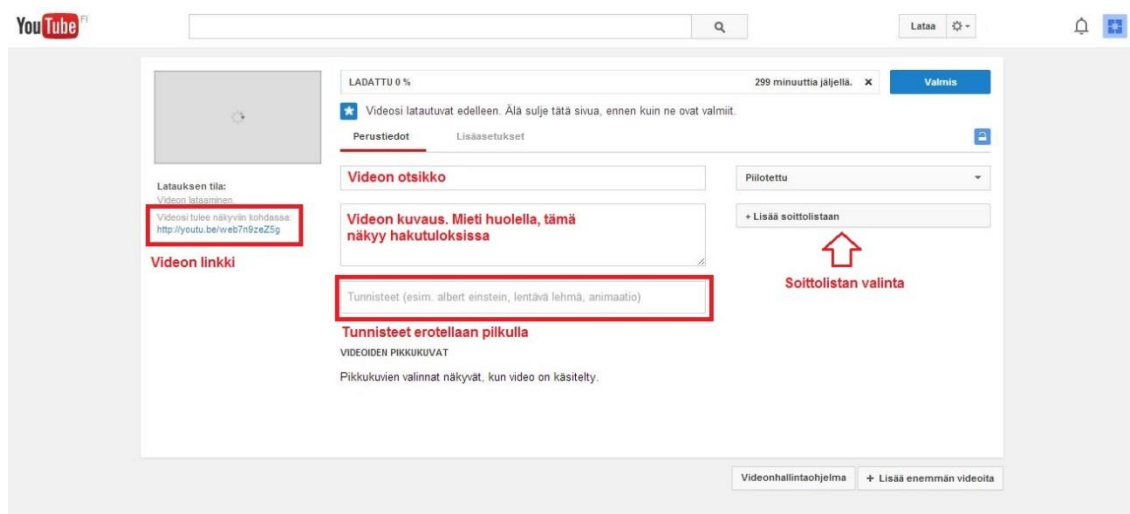 YouTube FI
Lataa
LADATTU 0 %
299 minuuttia jäljellä.
Valmis
Videosi latautuvat edelleen. Älä sulje tätä sivua, ennen kuin ne ovat valmiit.
Perustiedot
Lisäasetukset
Latauksen tila:
Videon lataaminen
Videosi tulee näkyviin kohdassa:
http://youtu.be/web7n9zeZ5g
Videon linkki
Videon otsikko
Videon kuvaus. Mieti huolella, tämä
näkyy hakutuloksissa
Tunnisteet (esim. albert einstein, lentävä lehmä, animaatio)
Tunnisteet erotellaan pilkulla
VIDEOIDEN PIKKUKUVAT
Pikkukuvien valinnat näkyvät, kun video on käsitelty.
Piilotettu
+ Lisää soittolistaan
Soittolistan valinta
Videonhallintaohjelma
+ Lisää enemmän videoita